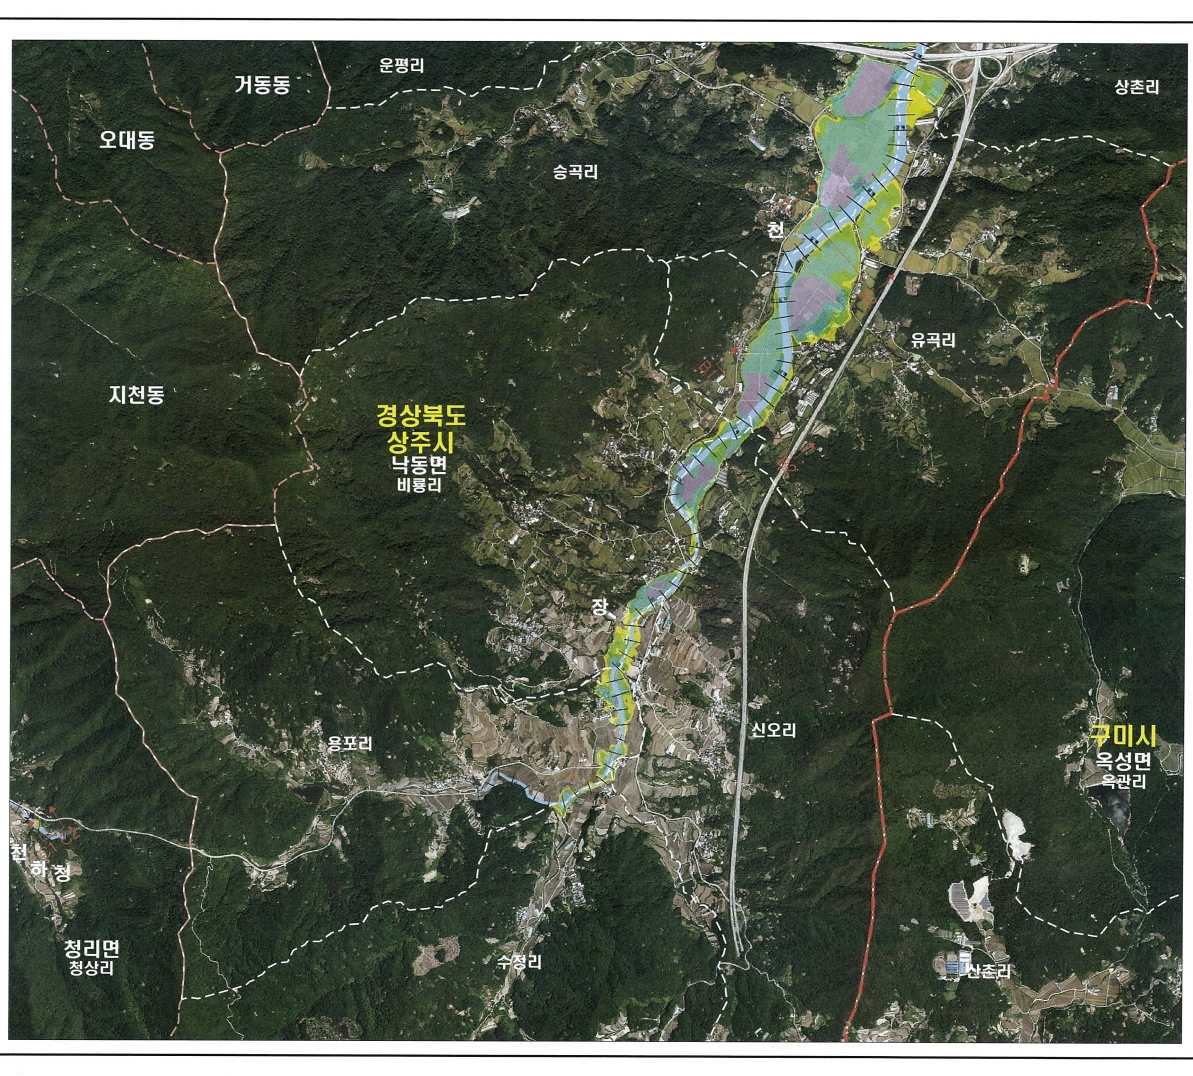 운평리
거동동
상촌리
오대동
승곡리
천
유곡리
지천동
경상북도
상주시
낙동면
비룡리
장
신오리
용포리
구미시
옥성면
옥관리
천
하
청
청리면
청상리
수정리
산촌리